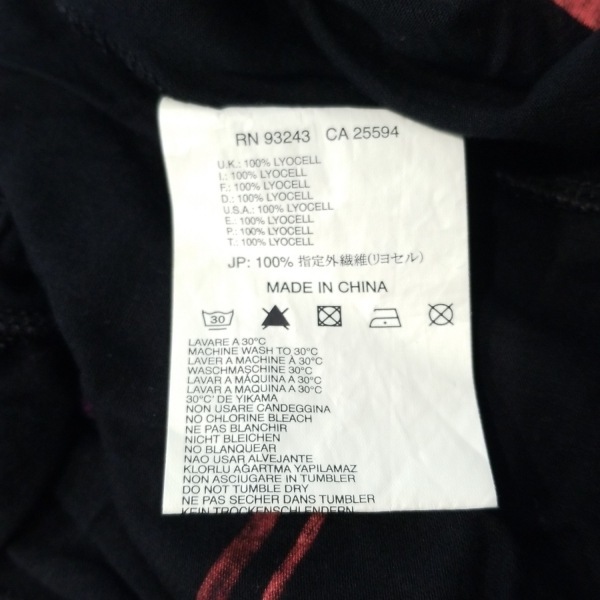 RN 93243 CA 25594
U.K.: 100% LYOCELL
I.: 100% LYOCELL
F.: 100% LYOCELL
D.: 100% LYOCELL
U.S.A.: 100% LYOCELL
E.: 100% LYOCELL
P.: 100% LYOCELL
T.: 100% LYOCELL
JP: 100% 指定外繊維(リヨセル)
MADE IN CHINA
30
LAVARE A 30°C
MACHINE WASH TO 30°C
LAVER A MACHINE A 30°C
WASCHMASCHINE 30°C
LAVAR A MAQUINA A 30°C
LAVAR A MÁQUINA A 30°C
30°C' DE YIKAMA
NON USARE CANDEGGINA
NO CHLORINE BLEACH
NE PAS BLANCHIR
NICHT BLEICHEN
NO BLANQUEAR
NAO USAR ALVEJANTE
KLORLU AĞARTMA YAPILAMAZ
NON ASCIUGARE IN TUMBLER
DO NOT TUMBLE DRY
NE PAS SECHER DANS TUMBLER
KEIN TROCKENSCHLENDERN